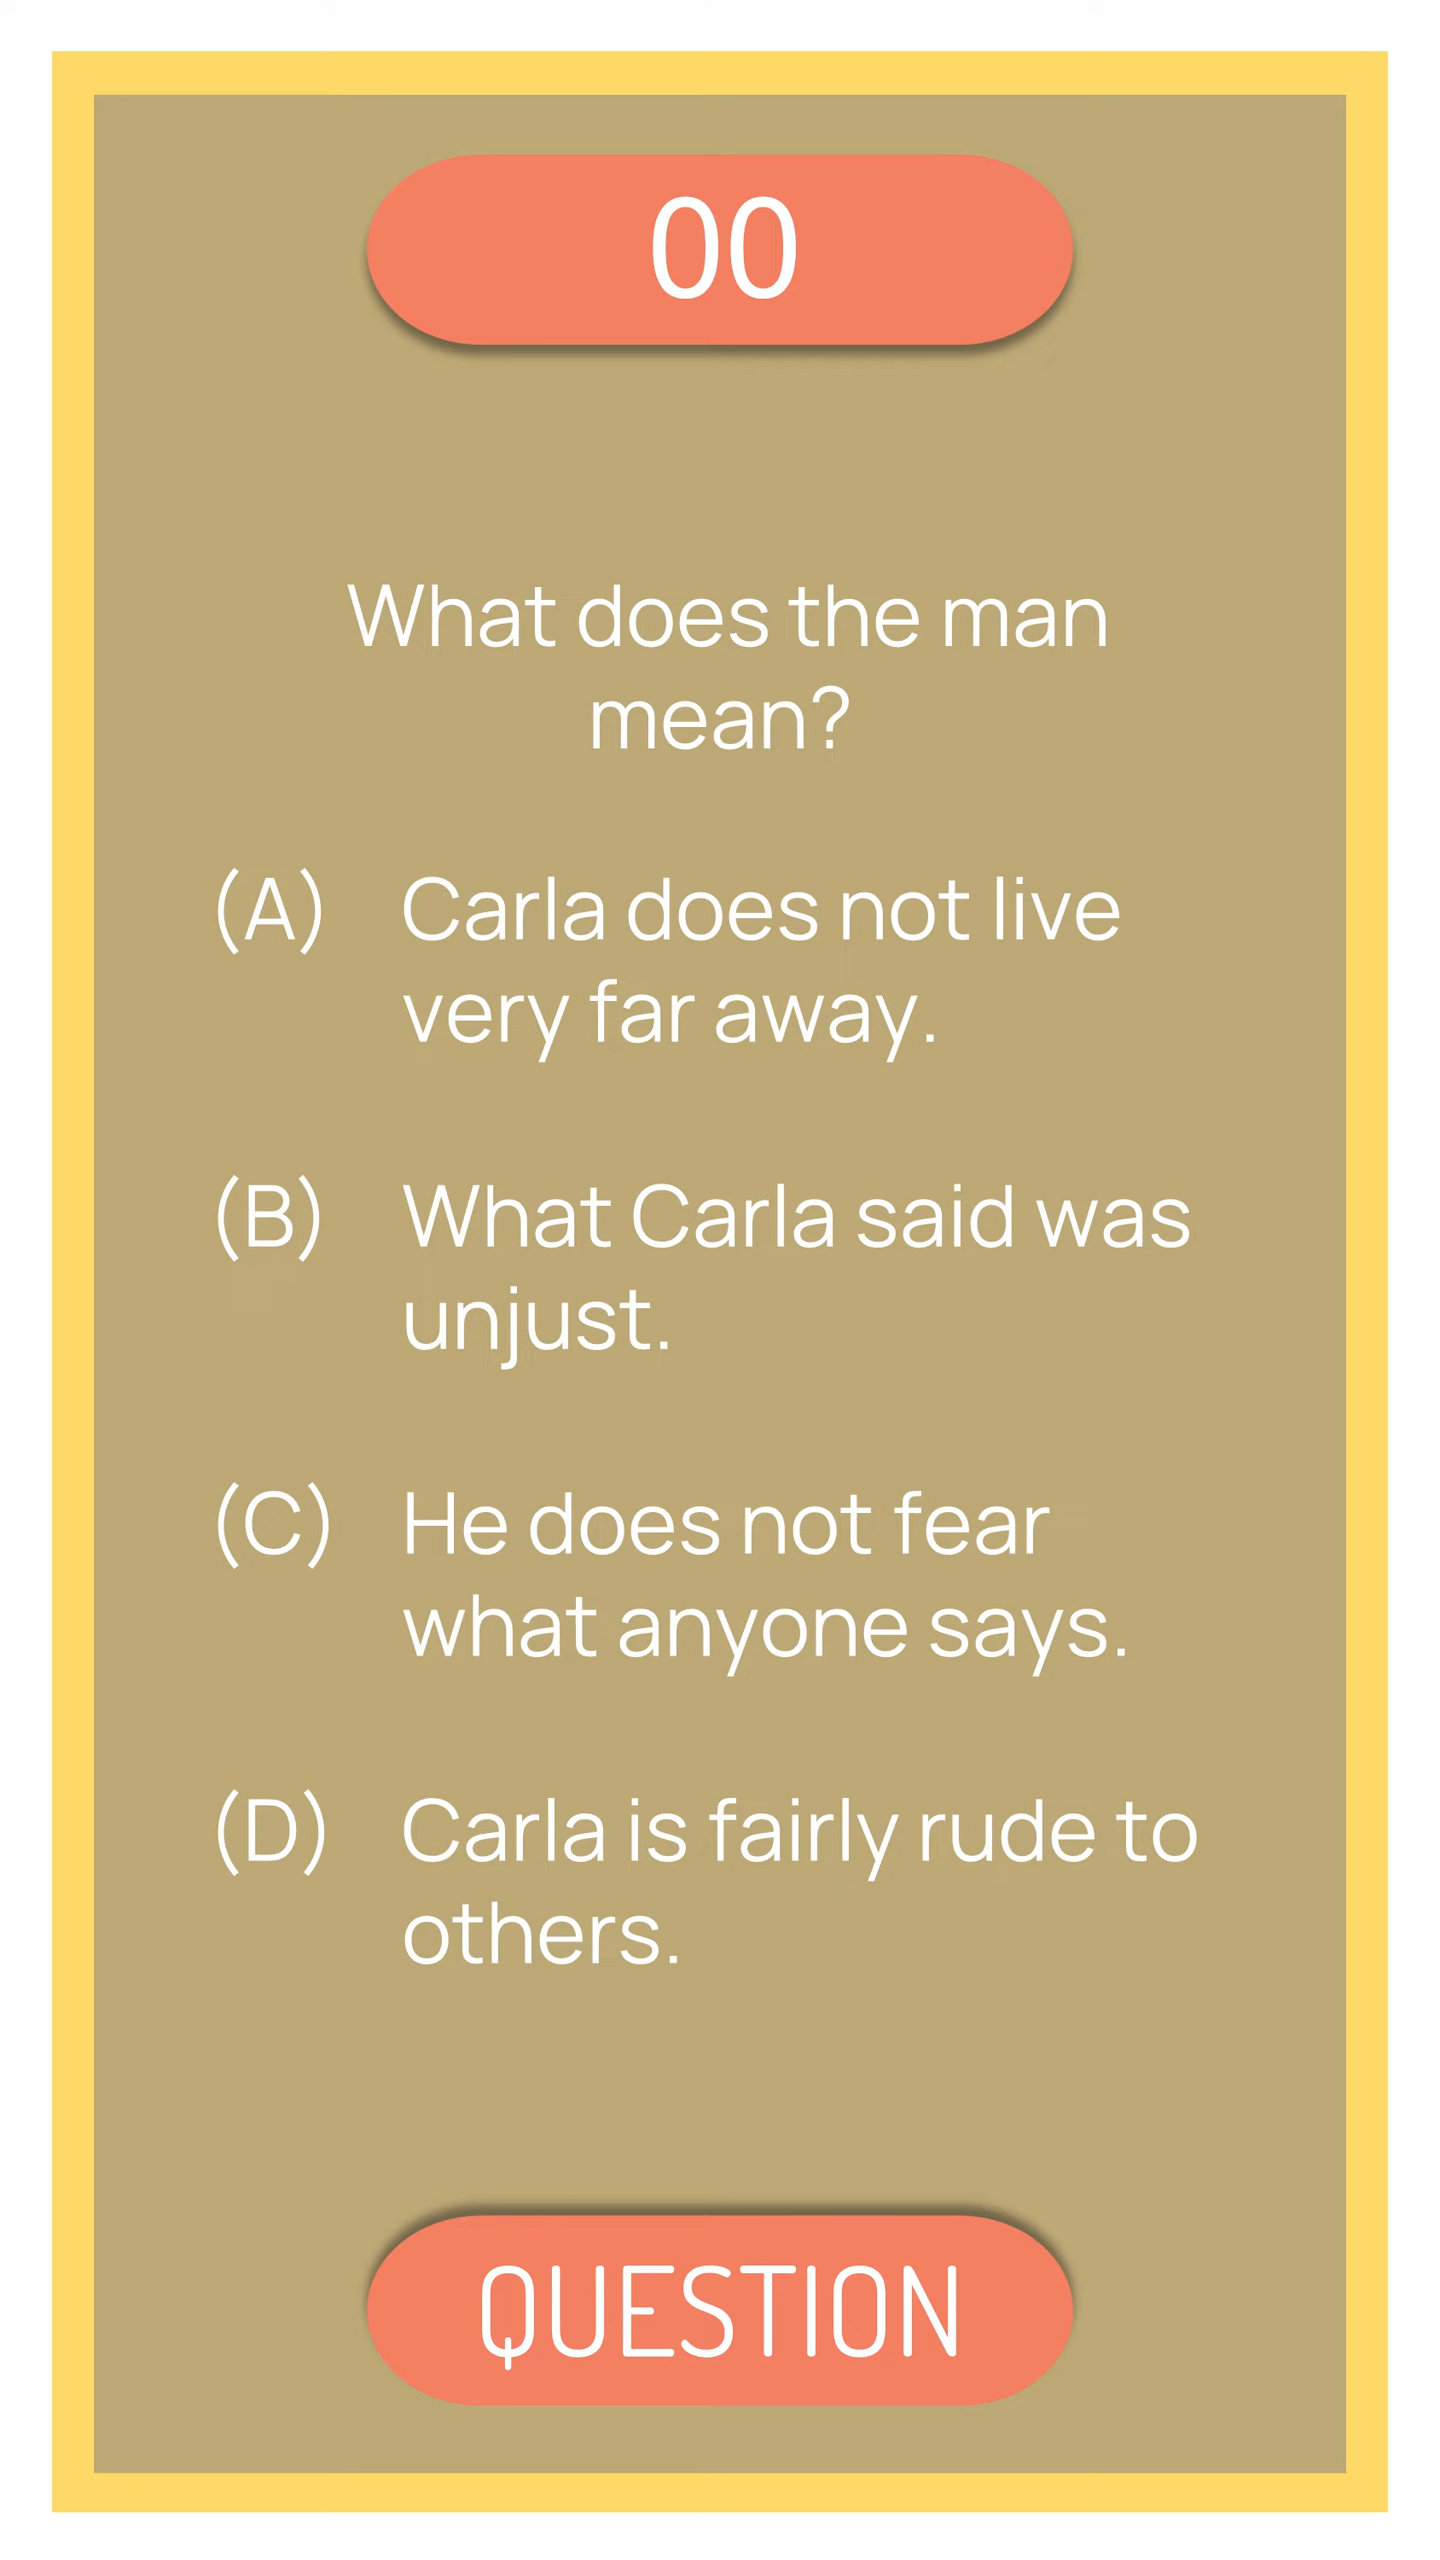 00
What does the man
mean?
(A) Carla does not live
very far away.
(B) What Carla said was
unjust.
(C) He does not fear
what anyone says.
(D) Carla is fairly rude to
others.
QUESTION